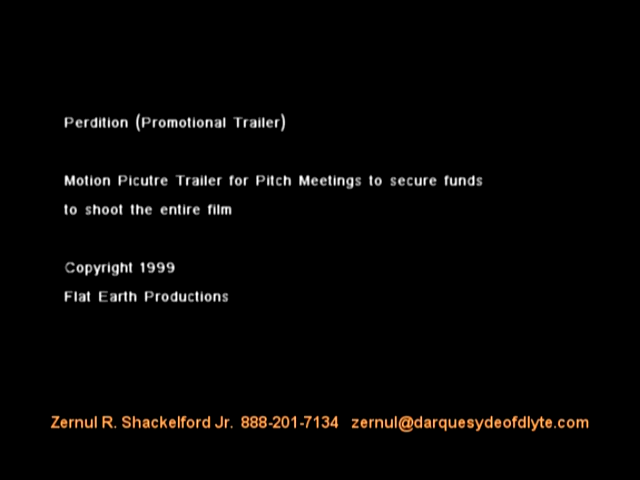 Perdition (Promotional Trailer)
Motion Picutre Trailer for Pitch Meetings to secure funds
to shoot the entire film
Copyright 1999
Flat Earth Productions
Zernul R. Shackelford Jr. 888-201-7134 zernul@darquesydeofdlyte.com